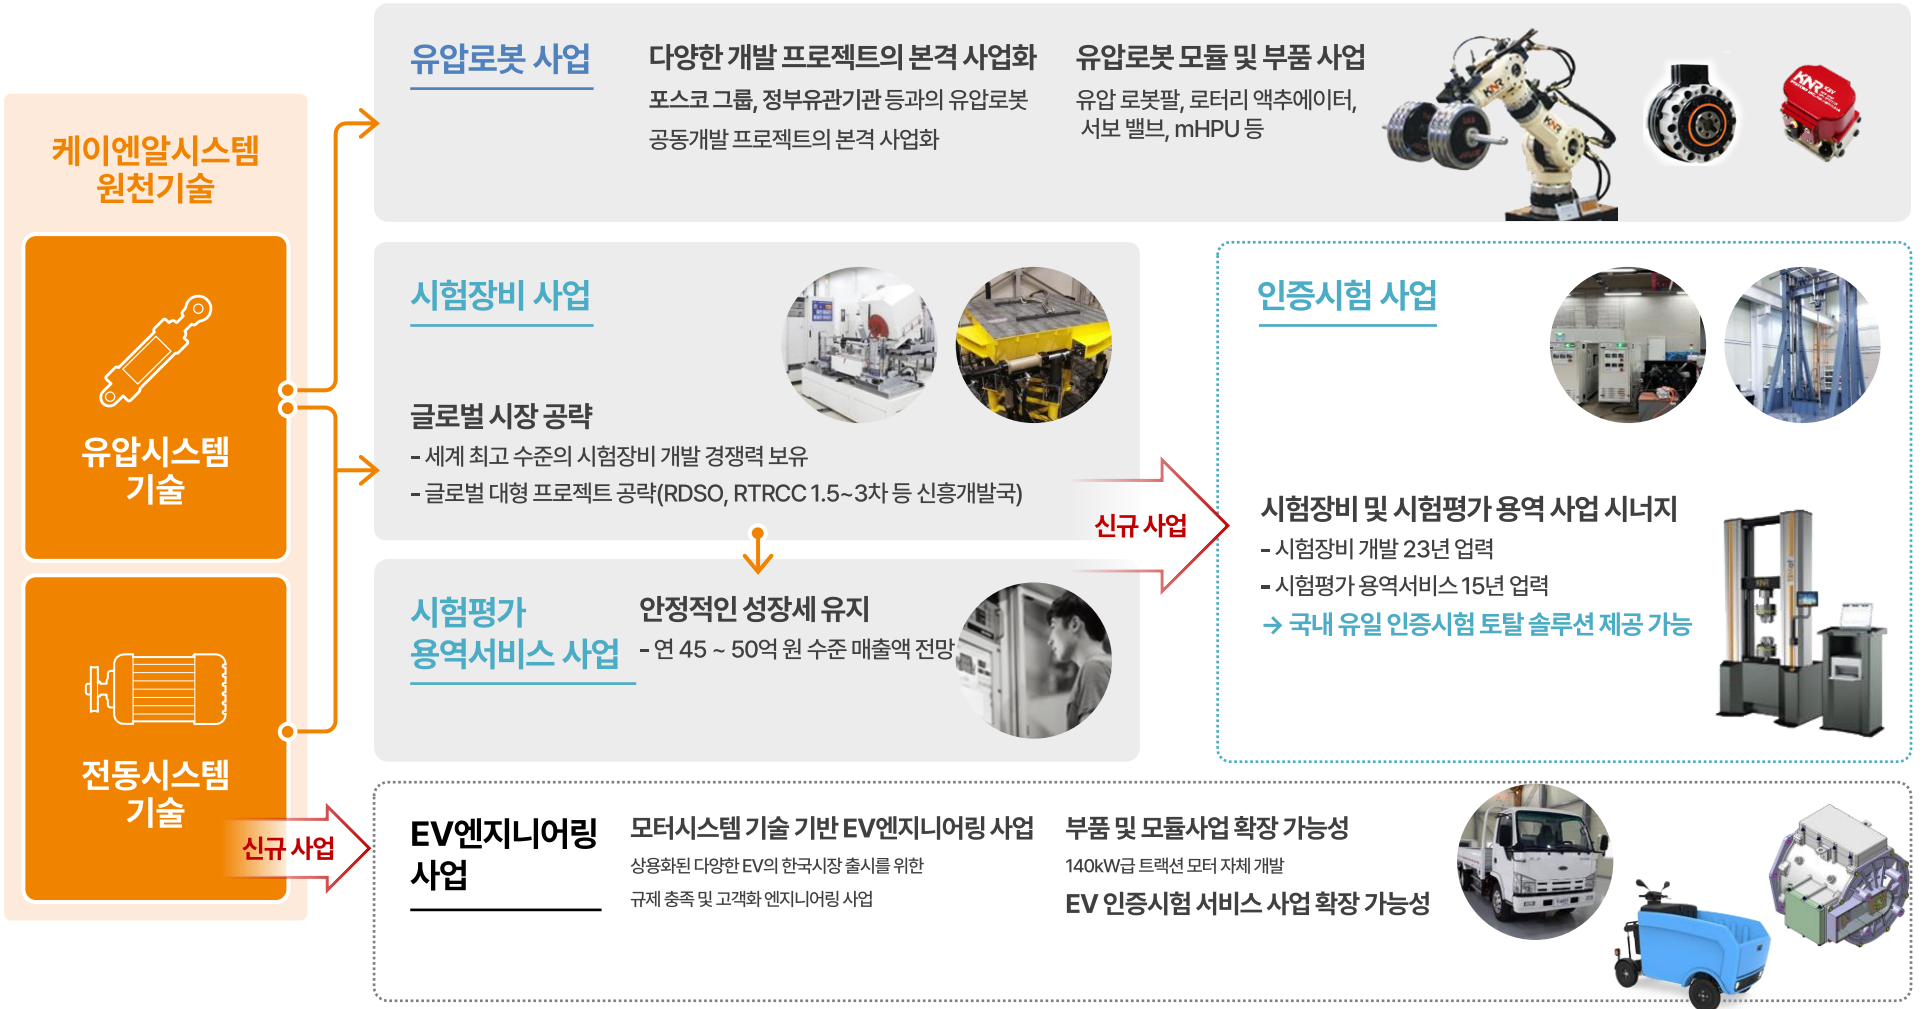 케이엔알시스템
원천기술
유압시스템
기술
전동시스템
기술
신규 사업
유압로봇 사업
다양한 개발 프로젝트의 본격 사업화
포스코 그룹, 정부유관기관 등과의 유압로봇
공동개발 프로젝트의 본격 사업화
유압로봇 모듈 및 부품 사업
유압 로봇팔, 로터리 액추에이터,
서보 밸브, mHPU 등
KNR
KNR
KNR
시험장비 사업
글로벌 시장 공략
- 세계 최고 수준의 시험장비 개발 경쟁력 보유
- 글로벌 대형 프로젝트 공략(RDSO, RTRCC 1.5~3차 등 신흥개발국)
시험평가
용역서비스 사업
안정적인 성장세 유지
- 연 45 ~ 50억 원 수준 매출액 전망
신규 사업
인증시험 사업
시험장비 및 시험평가 용역 사업 시너지
- 시험장비 개발 23년 업력
- 시험평가 용역서비스 15년 업력
→ 국내 유일 인증시험 토탈 솔루션 제공 가능
KNR
EV엔지니어링
사업
모터시스템 기술 기반 EV엔지니어링 사업
상용화된 다양한 EV의 한국시장 출시를 위한
규제 충족 및 고객화 엔지니어링 사업
부품 및 모듈사업 확장 가능성
140kW급 트랙션 모터 자체 개발
EV 인증시험 서비스 사업 확장 가능성